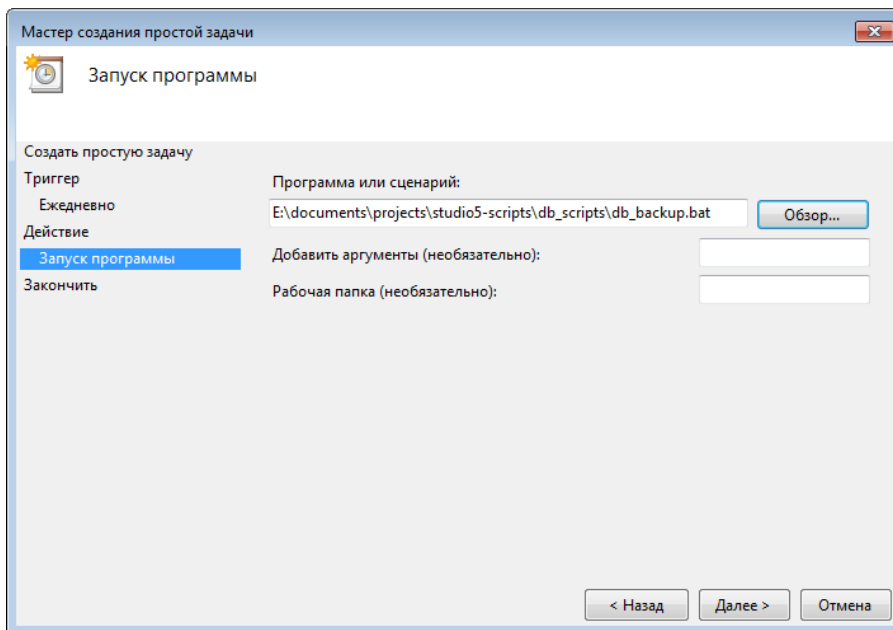 Мастер создания простой задачи
Запуск программы
Создать простую задачу
Триггер
Ежедневно
Действие
Запуск программы
Закончить
Программа или сценарий:
E:\documents\projects\studio5-scripts\db_scripts\db_backup.bat
Обзор...
Добавить аргументы (необязательно):
Рабочая папка (необязательно):
< Назад
Далее >
Отмена